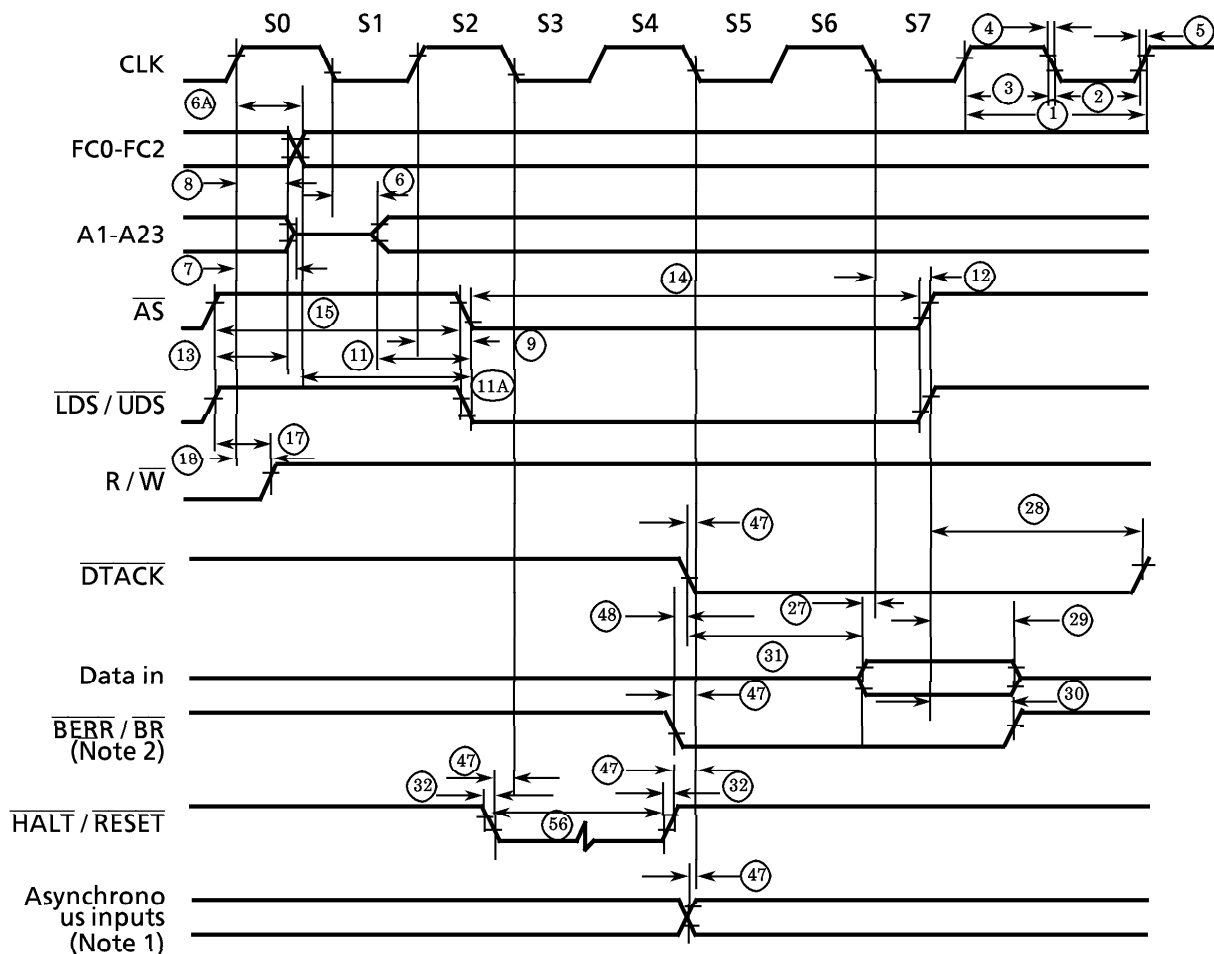 S0 S1 S2 S3 S4 S5 S6 S7
CLK
4
5
3
2
1
6A
FC0-FC2
8
6
A1-A23
7
14
12
AS
15
13
11
9
11A
LDS / UDS
17
18
R / W
28
47
DTACK
27
48
29
31
Data in
47
30
BERR / BR
(Note 2)
47
47
32
32
HALT / RESET
56
47
Asynchrono
us inputs
(Note 1)